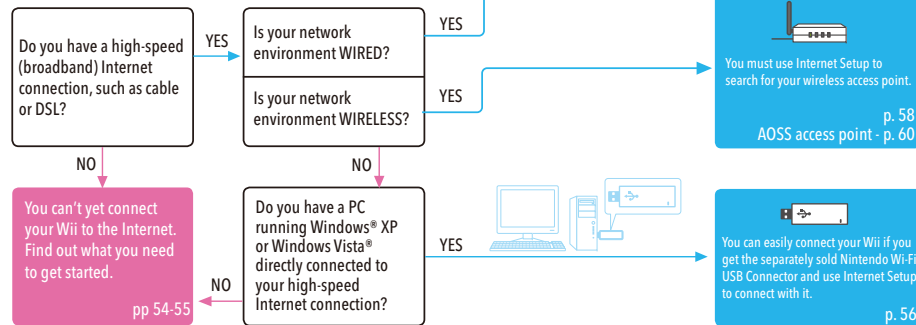 Do you have a high-speed
(broadband) Internet
connection, such as cable
or DSL?
YES
Is your network
environment WIRED?
YES
Is your network
environment WIRELESS?
YES
You must use Internet Setup to
search for your wireless access point.
p. 58
AOSS access point - p. 60
NO
NO
You can't yet connect
your Wii to the Internet.
Find out what you need
to get started.
pp 54-55
NO
Do you have a PC
running Windows® XP
or Windows Vista®
directly connected to
your high-speed
Internet connection?
YES
You can easily connect your Wii if you
get the separately sold Nintendo Wi-Fi
USB Connector and use Internet Setup
to connect with it.
p. 56